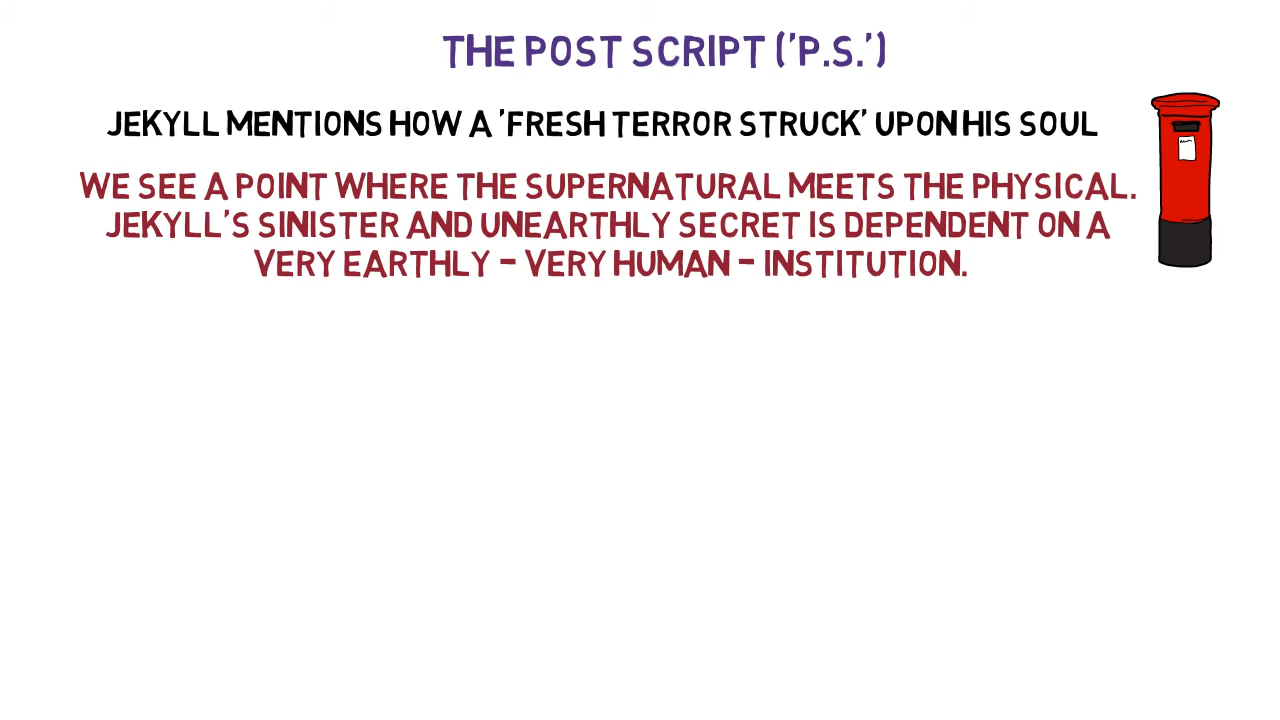 THE POST SCRIPT ('P.S.')
JEKYLL MENTIONS HOW A 'FRESH TERROR STRUCK' UPON HIS SOUL
WE SEE A POINT WHERE THE SUPERNATURAL MEETS THE PHYSICAL.
JEKYLL'S SINISTER AND UNEARTHLY SECRET IS DEPENDENT ON A
VERY EARTHLY - VERY HUMAN - INSTITUTION.